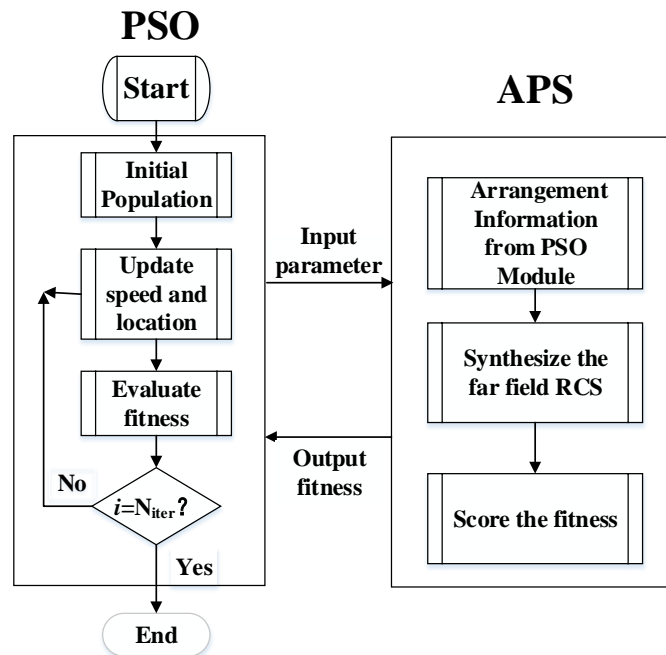 PSO
Start
Initial
Population
Update
speed and
location
Evaluate
fitness
No
i=Niter?
Yes
End
Input
parameter
Output
fitness
APS
Arrangement
Information
from PSO
Module
Synthesize the
far field RCS
Score the fitness